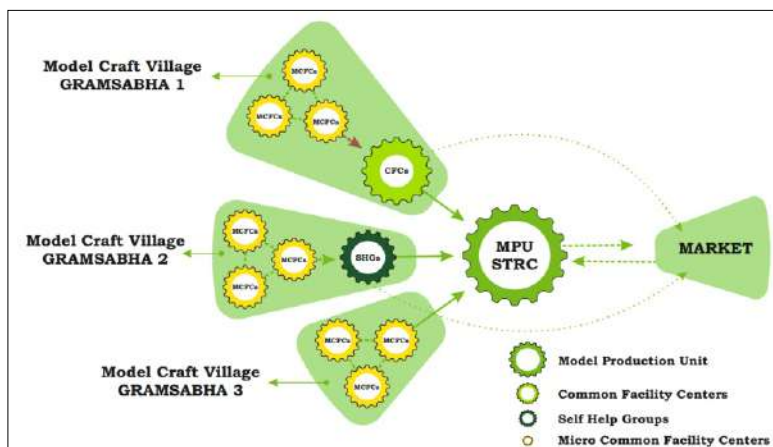 Model Craft Village
GRAMSABHA 1
MCFCs
MCFCs
MCFCs
CFCs
Model Craft Village
GRAMSABHA 2
MCFCs
MCFCs
MCFCs
SHGs
MPU
STRC
MARKET
Model Craft Village
GRAMSABHA 3
MCFCs
MCFCs
MCFCs
Model Production Unit
Common Facility Centers
Self Help Groups
Micro Common Facility Centers